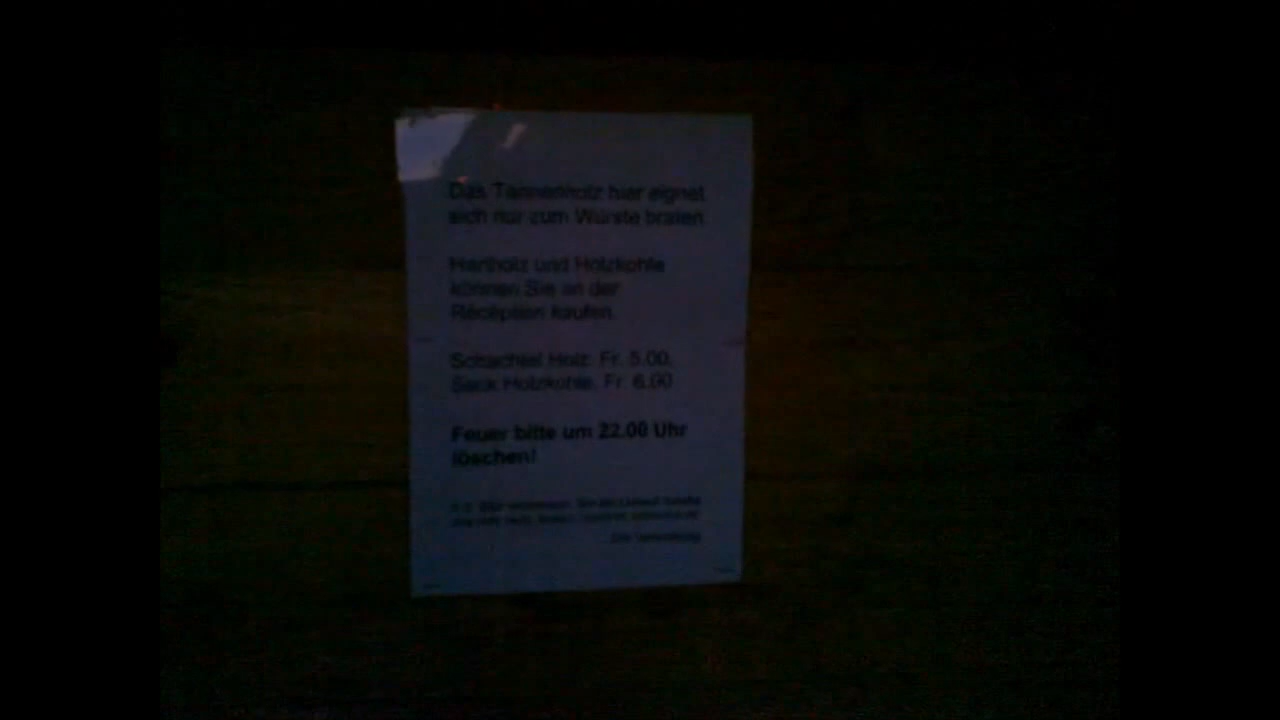 Das Tannenholz hier eignet
sich nur zum Würste braten.
Hartholz und Holzkohle
können Sie an der
Réception kaufen.
Schachtel Holz: Fr. 5.00
Sack Holzkohle: Fr. 6.00
Feuer bitte um 22.00 Uhr
löschen!